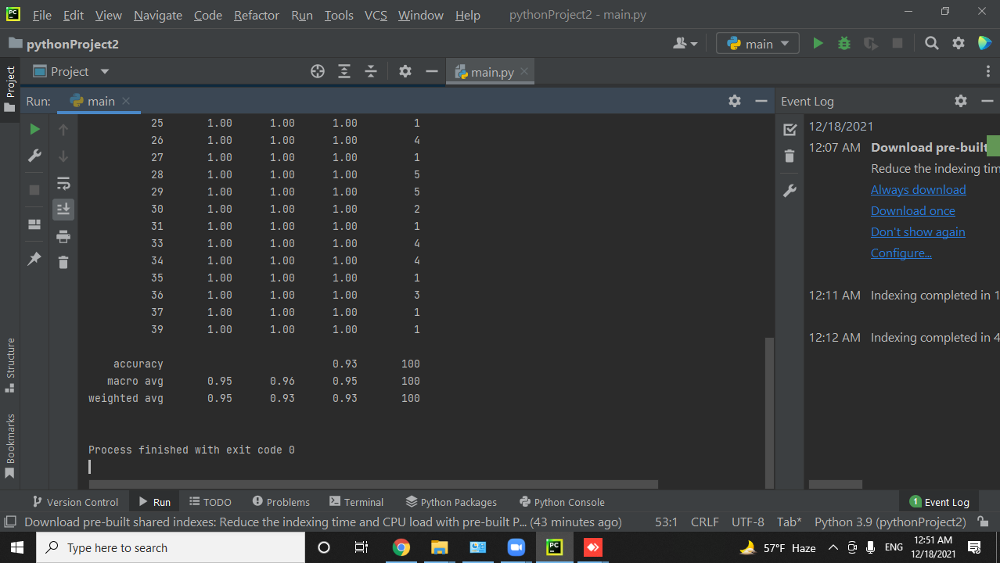 PC File Edit View Navigate Code Refactor Run Tools VCS Window Help pythonProject2 - main.py
pythonProject2 main
Project Project main.py
Run: main Event Log
25 1.00 1.00 1.00 1
26 1.00 1.00 1.00 4
27 1.00 1.00 1.00 1
28 1.00 1.00 1.00 5
29 1.00 1.00 1.00 5
30 1.00 1.00 1.00 2
31 1.00 1.00 1.00 1
33 1.00 1.00 1.00 4
34 1.00 1.00 1.00 4
35 1.00 1.00 1.00 1
36 1.00 1.00 1.00 3
37 1.00 1.00 1.00 1
39 1.00 1.00 1.00 1
accuracy 0.93 100
macro avg 0.95 0.96 0.95 100
weighted avg 0.95 0.93 0.93 100
Process finished with exit code 0
12/18/2021
12:07 AM Download pre-built
Reduce the indexing tim
Always download
Download once
Don't show again
Configure...
12:11 AM Indexing completed in 1
12:12 AM Indexing completed in 4
Structure
Bookmarks
Version Control Run TODO Problems Terminal Python Packages Python Console 1 Event Log
Download pre-built shared indexes: Reduce the indexing time and CPU load with pre-built P... (43 minutes ago) 53:1 CRLF UTF-8 Tab* Python 3.9 (pythonProject2)
Type here to search PC 57°F Haze ENG 12:51 AM
12/18/2021